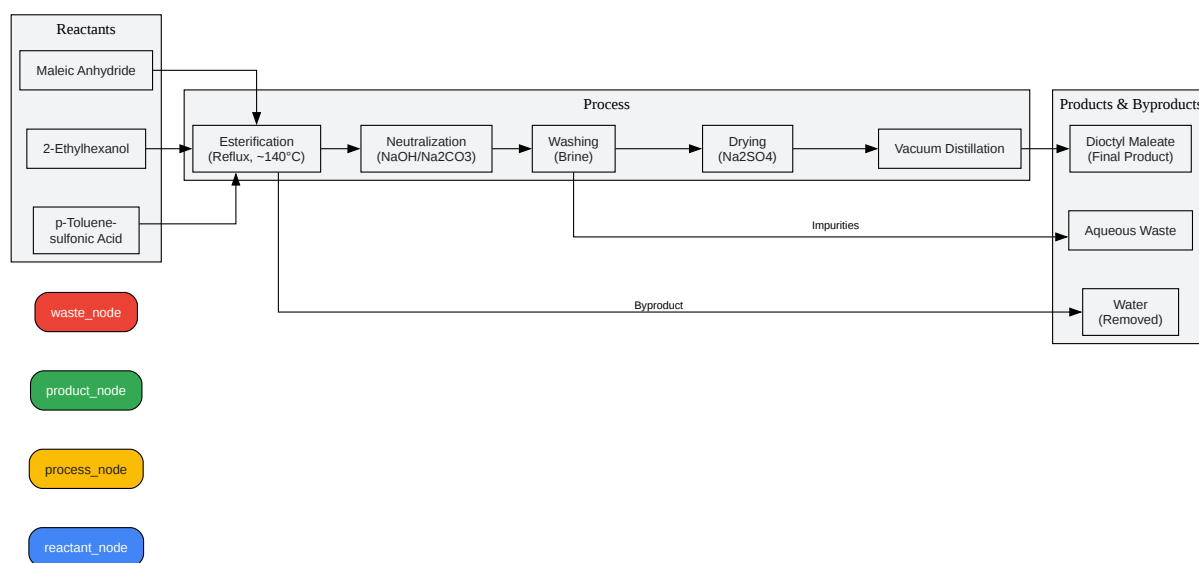 Reactants
Maleic Anhydride
2-Ethylhexanol
p-Toluene-
sulfonic Acid
Process
Esterification
(Reflux, ~140°C)
Neutralization
(NaOH/Na2CO3)
Washing
(Brine)
Drying
(Na2SO4)
Vacuum Distillation
Products & Byproducts
Dioctyl Maleate
(Final Product)
Impurities
Aqueous Waste
Byproduct
Water
(Removed)
waste_node
product_node
process_node
reactant_node